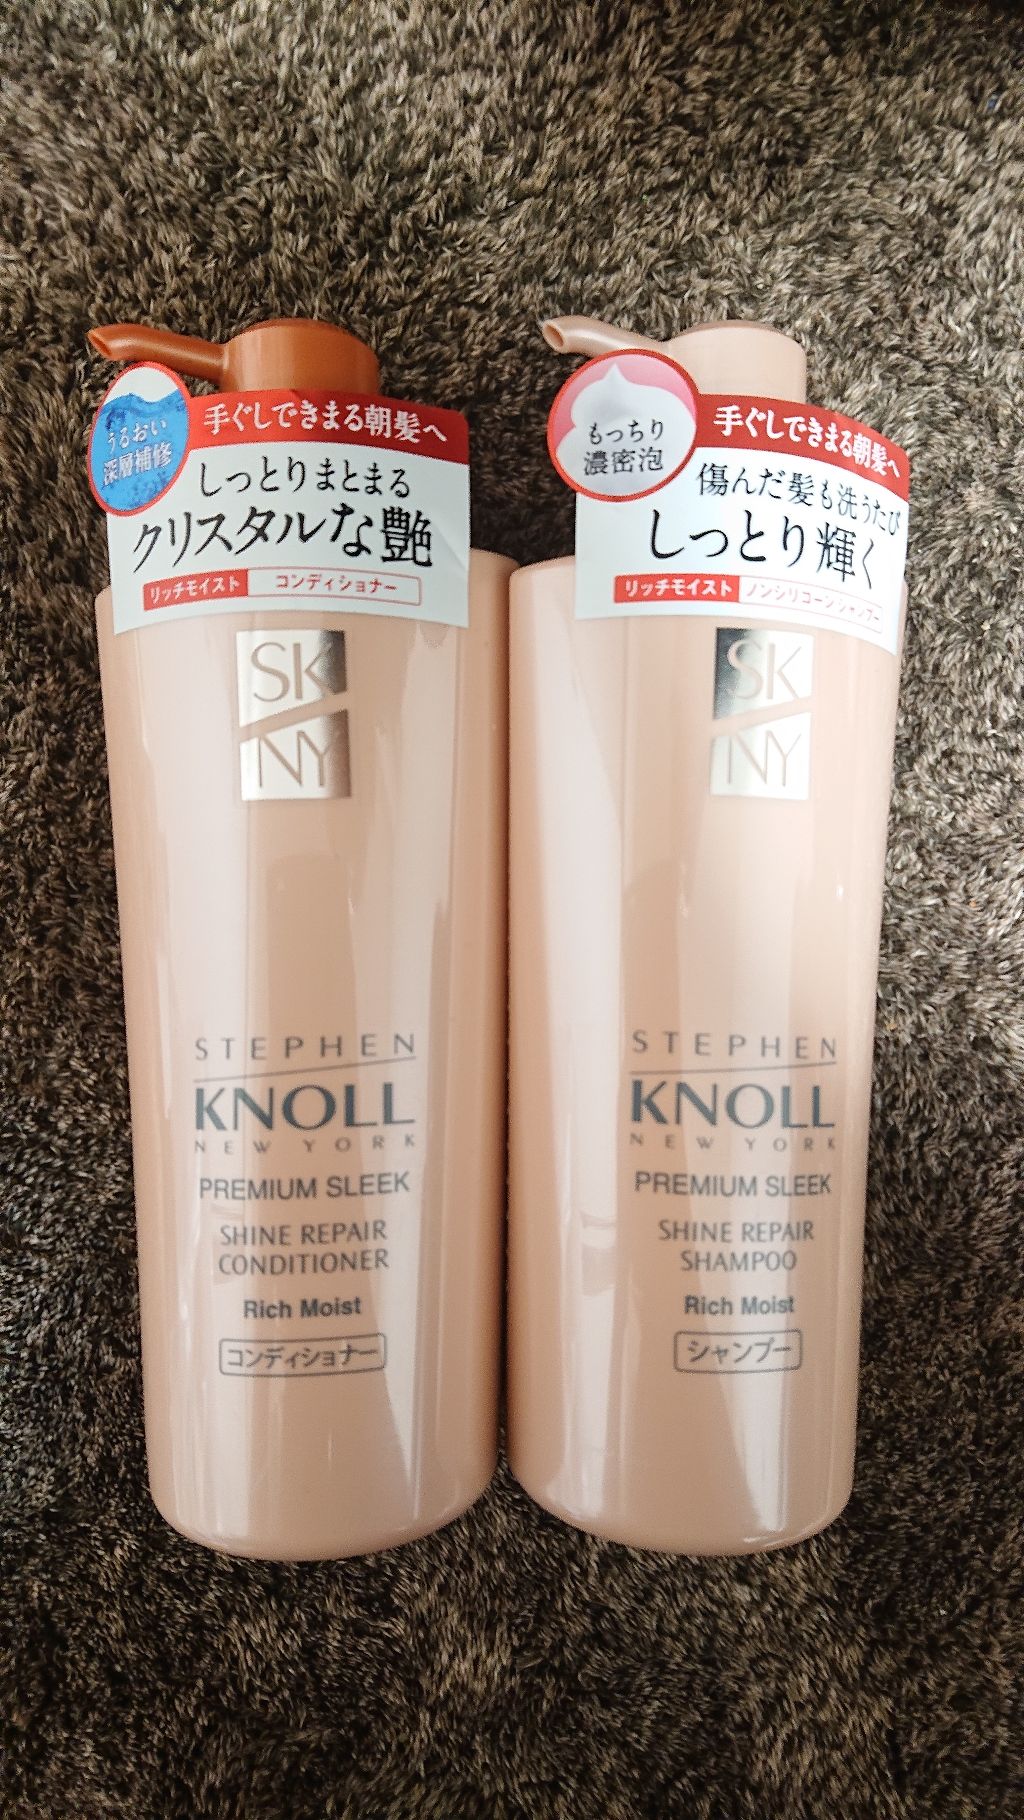 うるおい
深層補修
手ぐしできまる朝髪へ
しっとりまとまる
クリスタルな艶
リッチモイスト コンディショナー
SK
NY
STEPHEN
KNOLL
NEW YORK
PREMIUM SLEEK
SHINE REPAIR
CONDITIONER
Rich Moist
コンディショナー
もっちり
濃密泡
手ぐしできまる朝髪へ
傷んだ髪も洗うたび
しっとり輝く
リッチモイスト ノンシリコーンシャンプー
SK
NY
STEPHEN
KNOLL
NEW YORK
PREMIUM SLEEK
SHINE REPAIR
SHAMPOO
Rich Moist
シャンプー